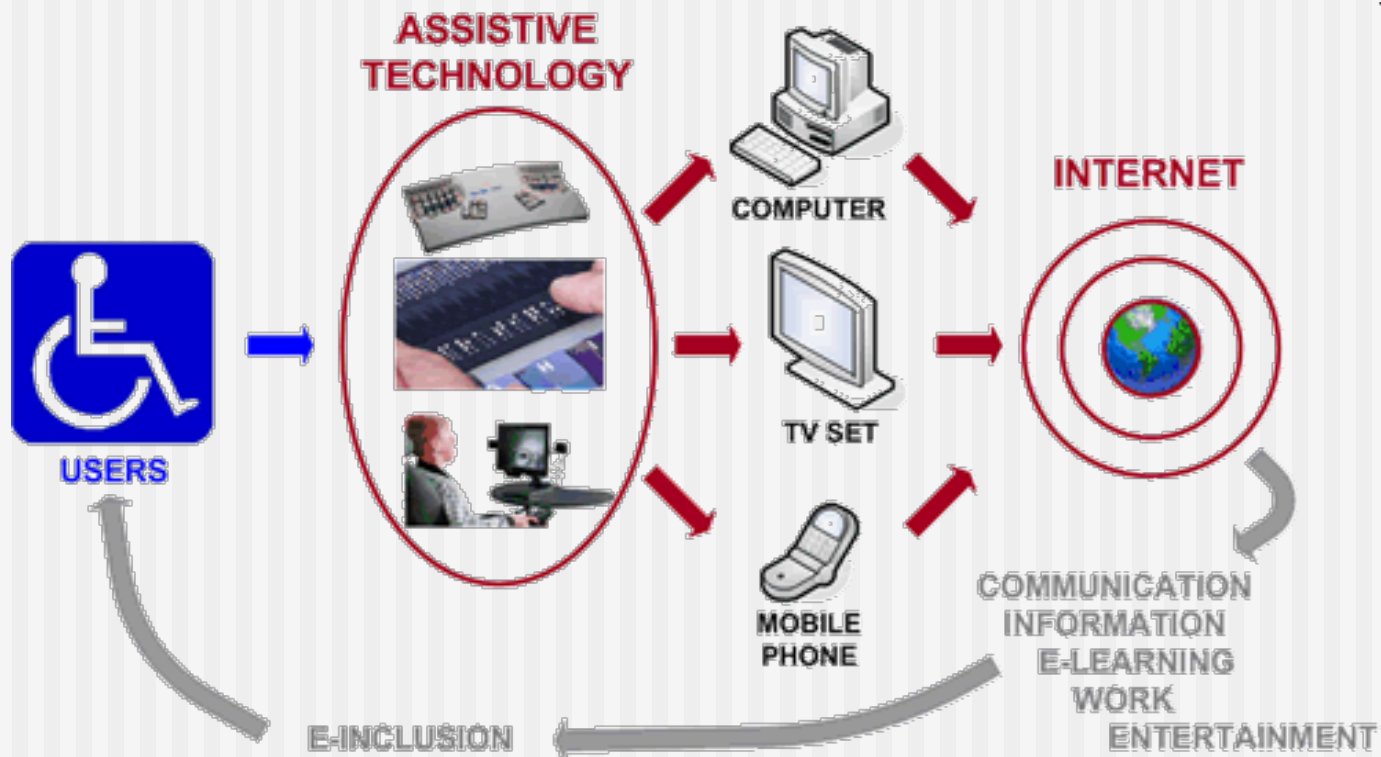 ASSISTIVE
TECHNOLOGY
COMPUTER
INTERNET
TV SET
USERS
MOBILE
PHONE
COMMUNICATION
INFORMATION
E-LEARNING
WORK
ENTERTAINMENT
E-INCLUSION